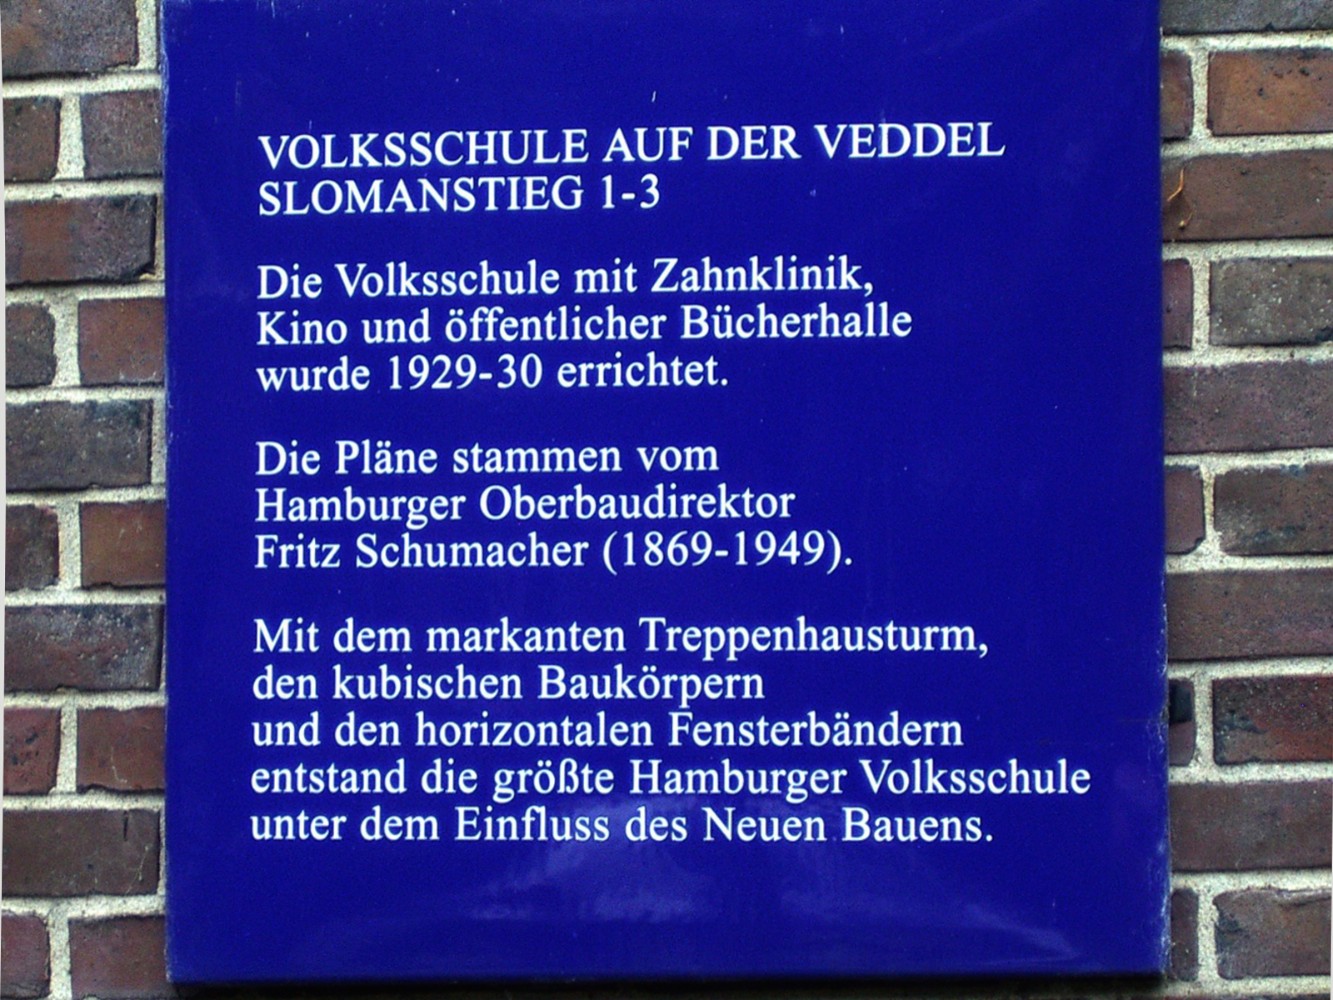 VOLKSSCHULE AUF DER VEDDEL
SLOMANSTIEG 1-3
Die Volksschule mit Zahnklinik,
Kino und öffentlicher Bücherhalle
wurde 1929-30 errichtet.
Die Pläne stammen vom
Hamburger Oberbaudirektor
Fritz Schumacher (1869-1949).
Mit dem markanten Treppenhausturm,
den kubischen Baukörpern
und den horizontalen Fensterbändern
entstand die größte Hamburger Volksschule
unter dem Einfluss des Neuen Bauens.